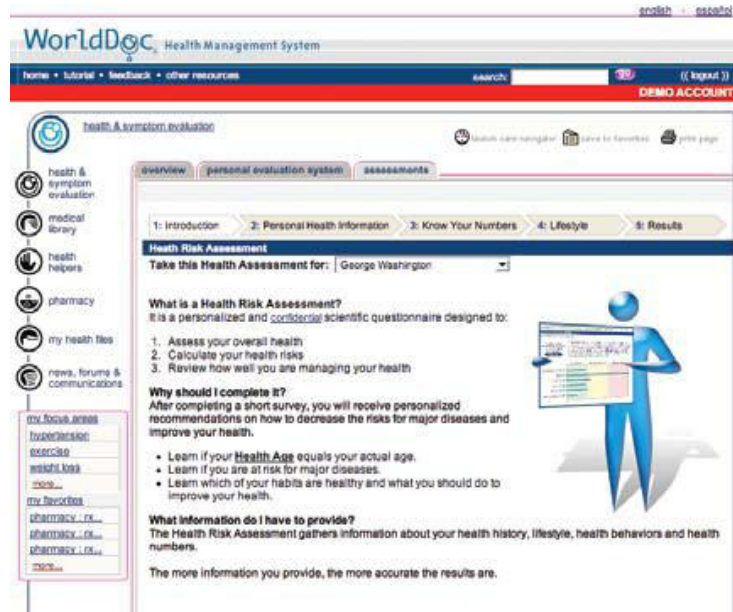 english - español
WorldDoc, Health Management System
home • tutorial • feedback • other resources
search:
(( logout ))
DEMO ACCOUNT
health & symptom evaluation
launch care navigator
save to favorites
print page
overview
personal evaluation system
assessments
health &
symptom
evaluation
medical
library
health
helpers
pharmacy
my health files
news, forums &
communications
my focus areas
hypertension
exercise
weight loss
more...
my favorites
pharmacy : rx...
pharmacy : rx...
pharmacy : rx...
more...
1: Introduction
2: Personal Health Information
3: Know Your Numbers
4: Lifestyle
5: Results
Heath Risk Assessment
Take this Health Assessment for: George Washington
What is a Health Risk Assessment?
It is a personalized and confidential scientific questionnaire designed to:
1. Assess your overall health
2. Calculate your health risks
3. Review how well you are managing your health
Why should I complete it?
After completing a short survey, you will receive personalized
recommendations on how to decrease the risks for major diseases and
improve your health.
• Learn if your Health Age equals your actual age.
• Learn if you are at risk for major diseases.
• Learn which of your habits are healthy and what you should do to
improve your health.
What information do I have to provide?
The Health Risk Assessment gathers information about your health history, lifestyle, health behaviors and health
numbers.
The more information you provide, the more accurate the results are.